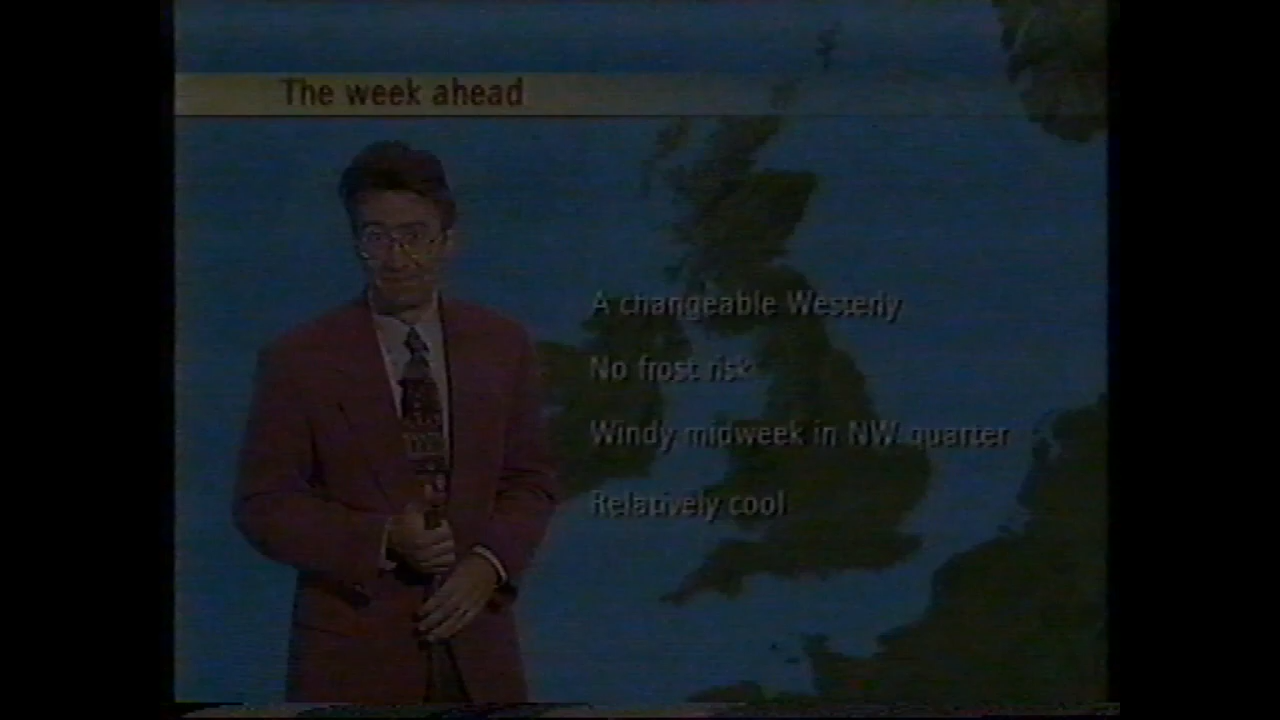 The week ahead
A changeable Westerly
No frost risk
Windy midweek in NW quarter
Relatively cool